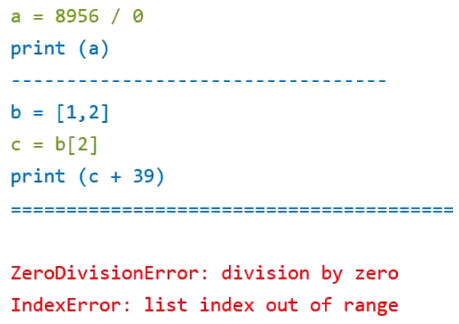 a = 8956 / 0
print (a)
----------------------------------
b = [1,2]
c = b[2]
print (c + 39)
========================================
ZeroDivisionError: division by zero
IndexError: list index out of range